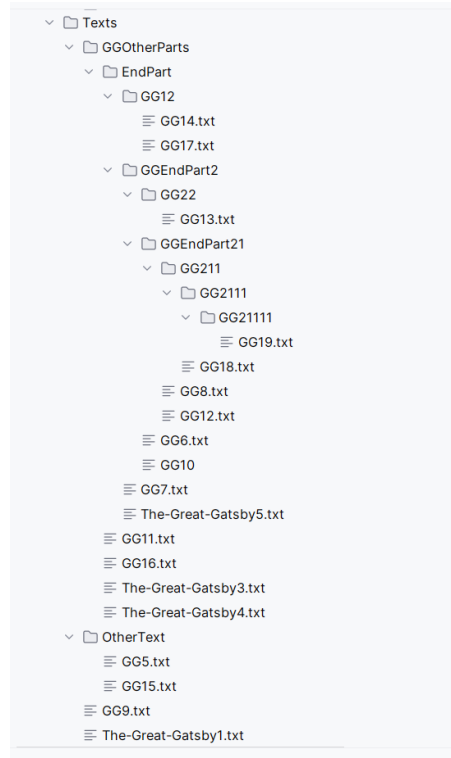 Texts
GGOtherParts
EndPart
GG12
GG14.txt
GG17.txt
GGEndPart2
GG22
GG13.txt
GGEndPart21
GG211
GG2111
GG21111
GG19.txt
GG18.txt
GG8.txt
GG12.txt
GG6.txt
GG10
GG7.txt
The-Great-Gatsby5.txt
GG11.txt
GG16.txt
The-Great-Gatsby3.txt
The-Great-Gatsby4.txt
OtherText
GG5.txt
GG15.txt
GG9.txt
The-Great-Gatsby1.txt